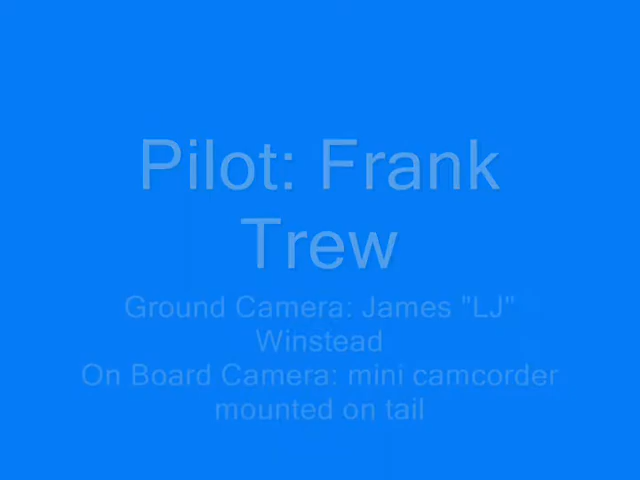 Pilot: Frank
Trew
Ground Camera: James "LJ"
Winstead
On Board Camera: mini camcorder
mounted on tail